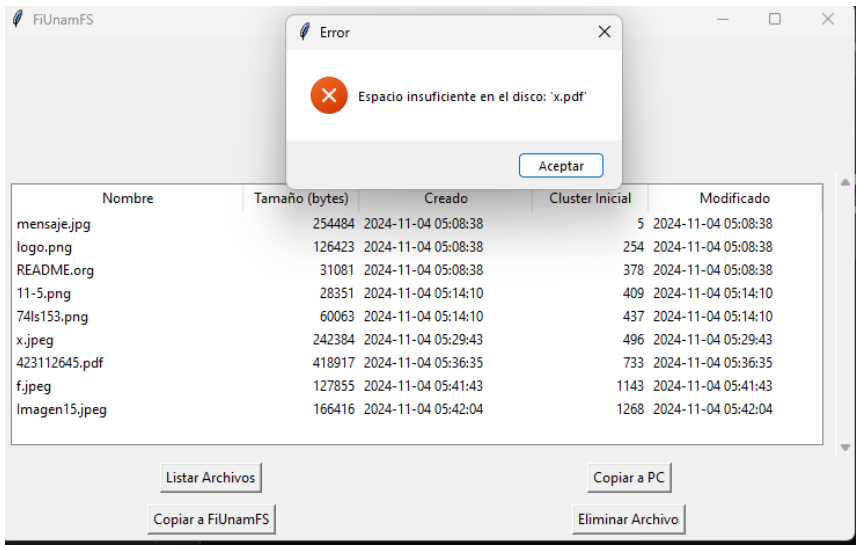 FiUnamFS
Error
Espacio insuficiente en el disco: 'x.pdf'
Aceptar
Nombre Tamaño (bytes) Creado Cluster Inicial Modificado
mensaje.jpg 254484 2024-11-04 05:08:38 5 2024-11-04 05:08:38
logo.png 126423 2024-11-04 05:08:38 254 2024-11-04 05:08:38
README.org 31081 2024-11-04 05:08:38 378 2024-11-04 05:08:38
11-5.png 28351 2024-11-04 05:14:10 409 2024-11-04 05:14:10
74ls153.png 60063 2024-11-04 05:14:10 437 2024-11-04 05:14:10
x.jpeg 242384 2024-11-04 05:29:43 496 2024-11-04 05:29:43
423112645.pdf 418917 2024-11-04 05:36:35 733 2024-11-04 05:36:35
f.jpeg 127855 2024-11-04 05:41:43 1143 2024-11-04 05:41:43
Imagen15.jpeg 166416 2024-11-04 05:42:04 1268 2024-11-04 05:42:04
Listar Archivos Copiar a PC
Copiar a FiUnamFS Eliminar Archivo